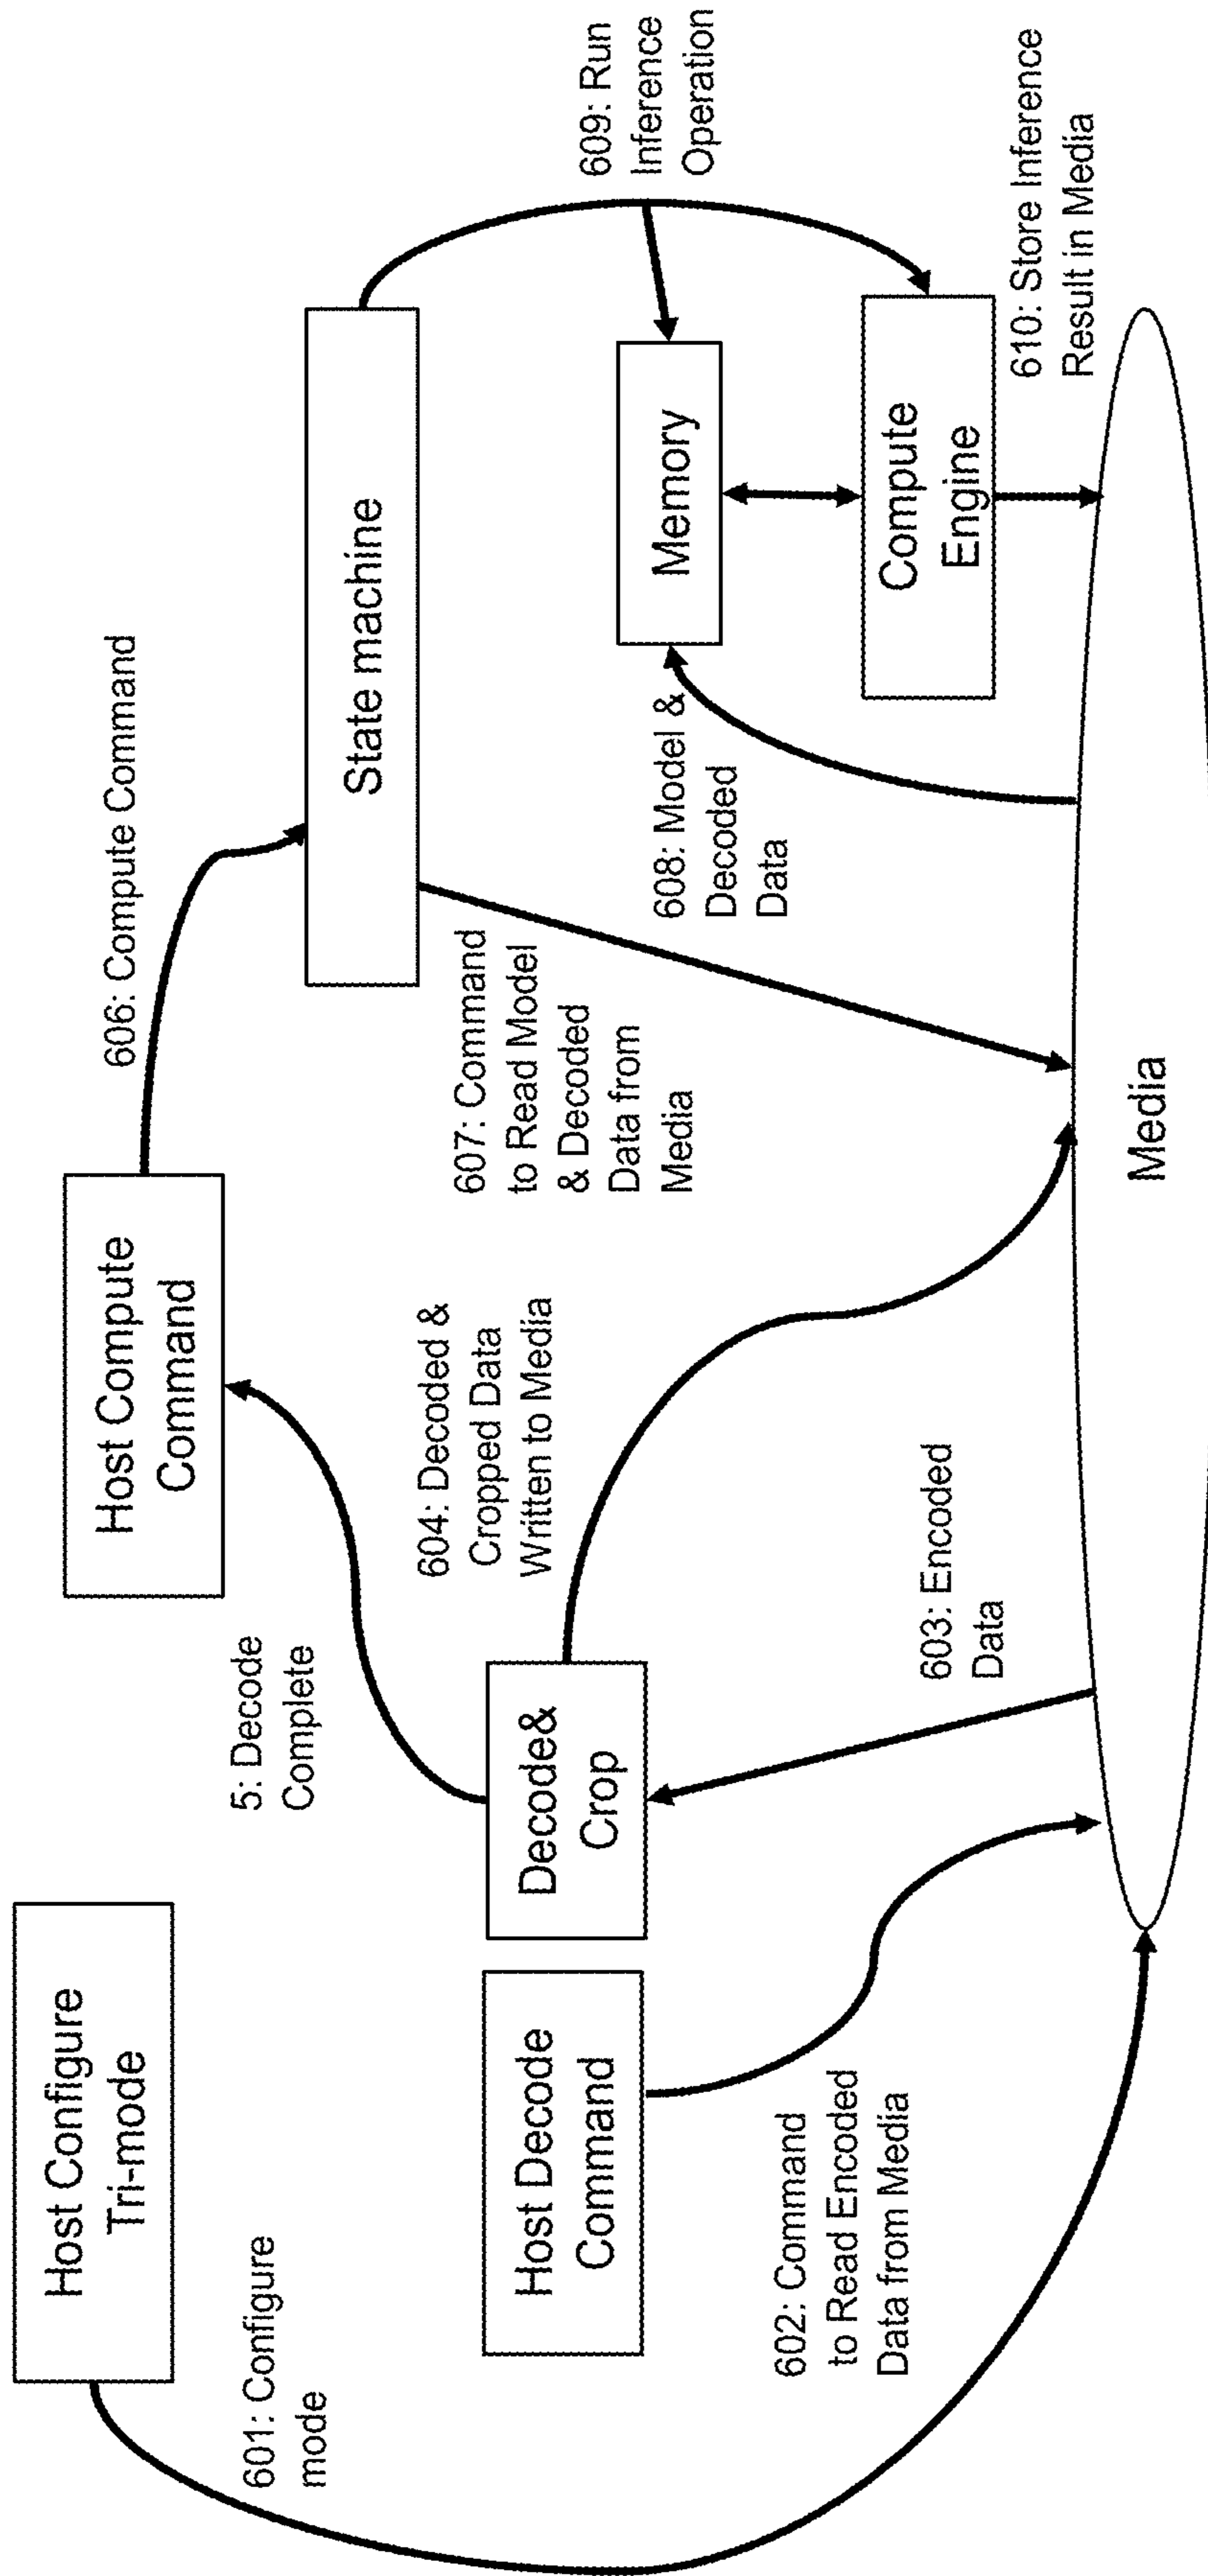 Host Configure
Tri-mode
601: Configure
mode
Host Decode
Command
602: Command
to Read Encoded
Data from Media
Decode&
Crop
603: Encoded
Data
604: Decoded &
Cropped Data
Written to Media
5: Decode
Complete
Host Compute
Command
606: Compute Command
State machine
607: Command
to Read Model
& Decoded
Data from
Media
608: Model &
Decoded
Data
Memory
609: Run
Inference
Operation
Compute
Engine
610: Store Inference
Result in Media
Media